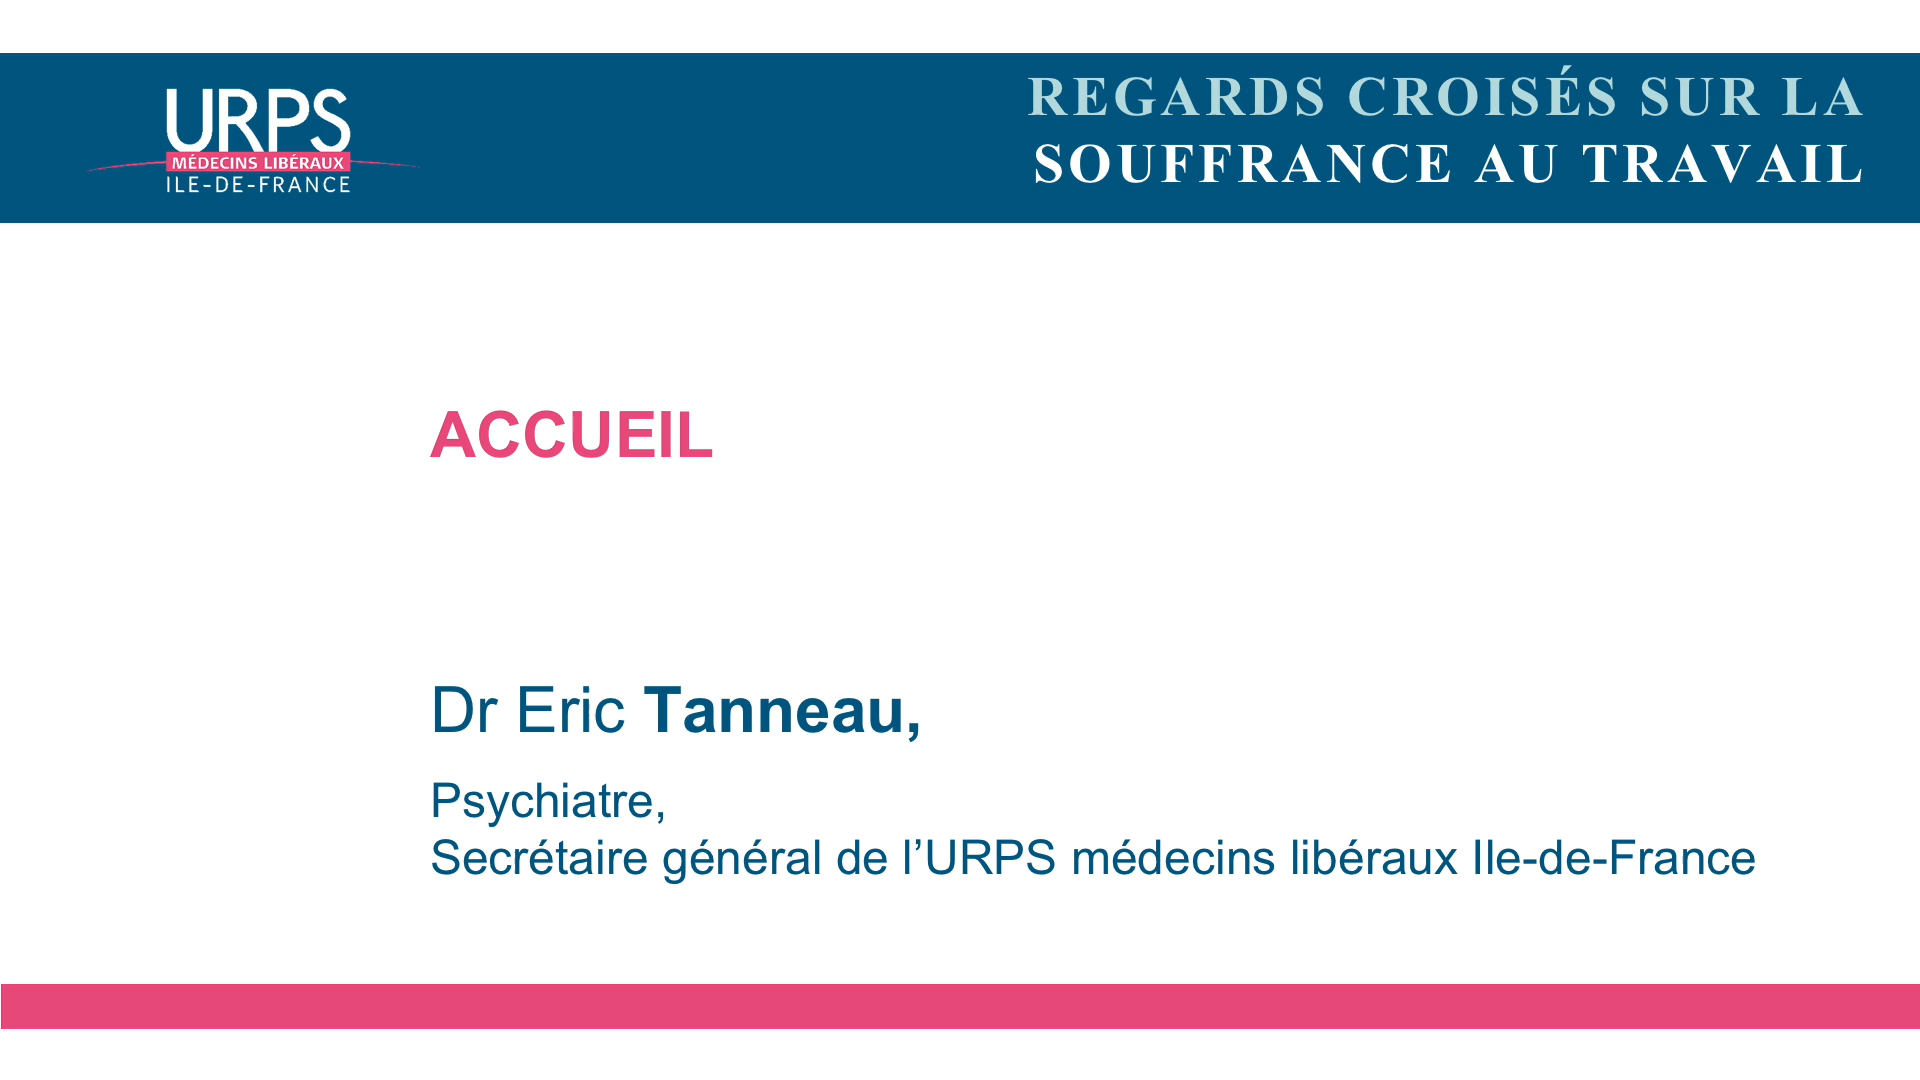 URPS
MÉDECINS LIBÉRAUX
ILE-DE-FRANCE
REGARDS CROISÉS SUR LA
SOUFFRANCE AU TRAVAIL
ACCUEIL
Dr Eric Tanneau,
Psychiatre,
Secrétaire général de l’URPS médecins libéraux Ile-de-France